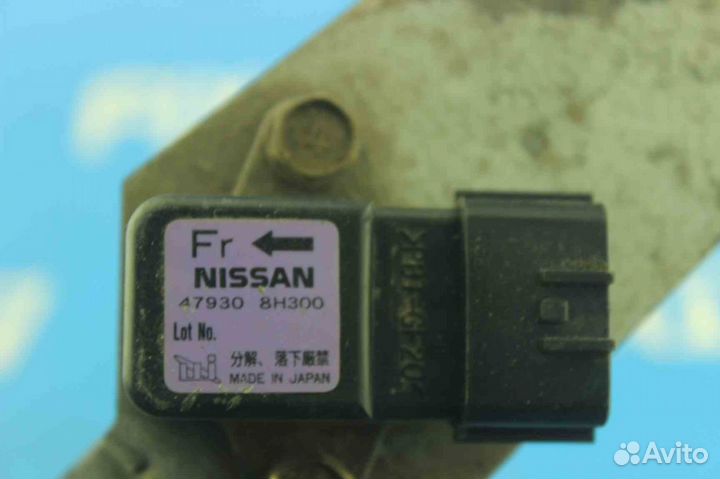 Fr ←
NISSAN
47930 8H300
Lot No.
分解、落下厳禁
MADE IN JAPAN
Avito